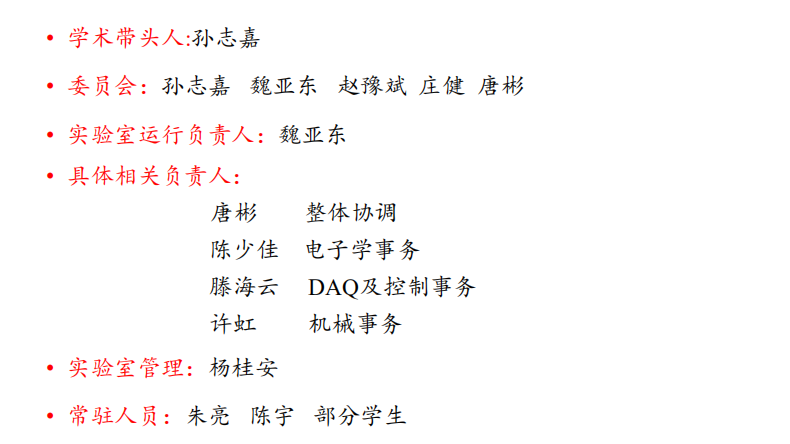 • 学术带头人:孙志嘉
• 委员会：孙志嘉 魏亚东 赵豫斌 庄健 唐彬
• 实验室运行负责人：魏亚东
• 具体相关负责人：
唐彬 整体协调
陈少佳 电子学事务
滕海云 DAQ及控制事务
许虹 机械事务
• 实验室管理：杨桂安
• 常驻人员：朱亮 陈宇 部分学生